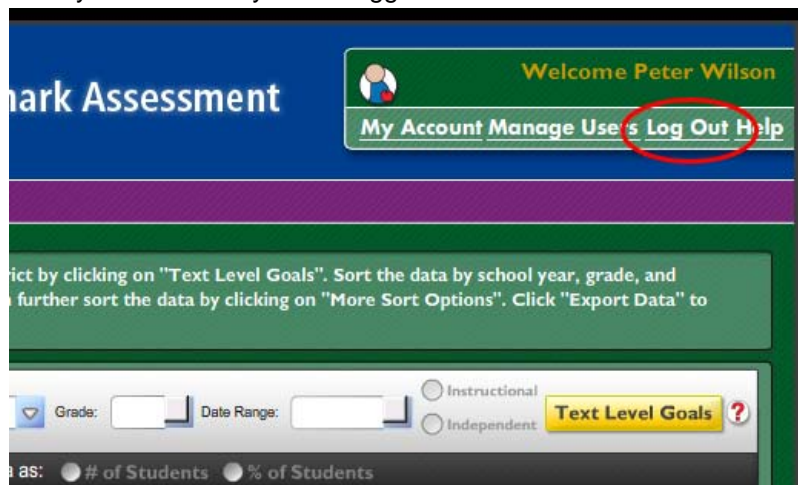 Assessment
Welcome Peter Wilson
My Account Manage Users Log Out Help
by clicking on "Text Level Goals". Sort the data by school year, grade, and
further sort the data by clicking on "More Sort Options". Click "Export Data" to
Instructional
Grade: Date Range: Text Level Goals ?
Independent
as: # of Students % of Students